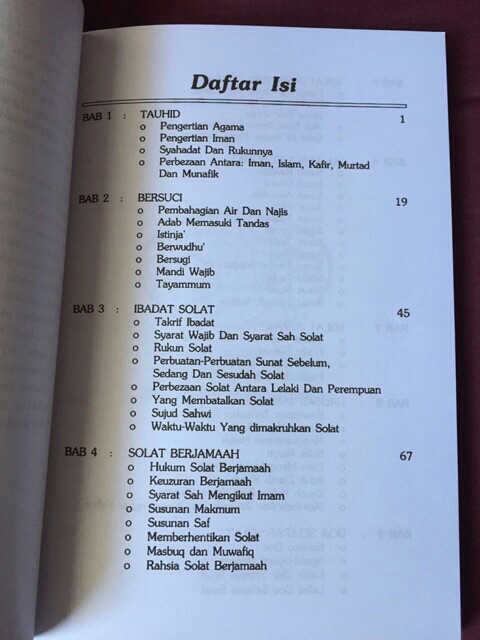 Daftar Isi
BAB 1 : TAUHID 1
o Pengertian Agama
o Pengertian Iman
o Syahadat Dan Rukunnya
o Perbezaan Antara: Iman, Islam, Kafir, Murtad
Dan Munafik
BAB 2 : BERSUCI 19
o Pembahagian Air Dan Najis
o Adab Memasuki Tandas
o Istinja'
o Berwudhu'
o Bersugi
o Mandi Wajib
o Tayammum
BAB 3 : IBADAT SOLAT 45
o Takrif Ibadat
o Syarat Wajib Dan Syarat Sah Solat
o Rukun Solat
o Perbuatan-Perbuatan Sunat Sebelum,
Sedang Dan Sesudah Solat
o Perbezaan Solat Antara Lelaki Dan Perempuan
o Yang Membatalkan Solat
o Sujud Sahwi
o Waktu-Waktu Yang dimakruhkan Solat
BAB 4 : SOLAT BERJAMAAH 67
o Hukum Solat Berjamaah
o Keuzuran Berjamaah
o Syarat Sah Mengikut Imam
o Susunan Makmum
o Susunan Saf
o Memberhentikan Solat
o Masbuq dan Muwafiq
o Rahsia Solat Berjamaah